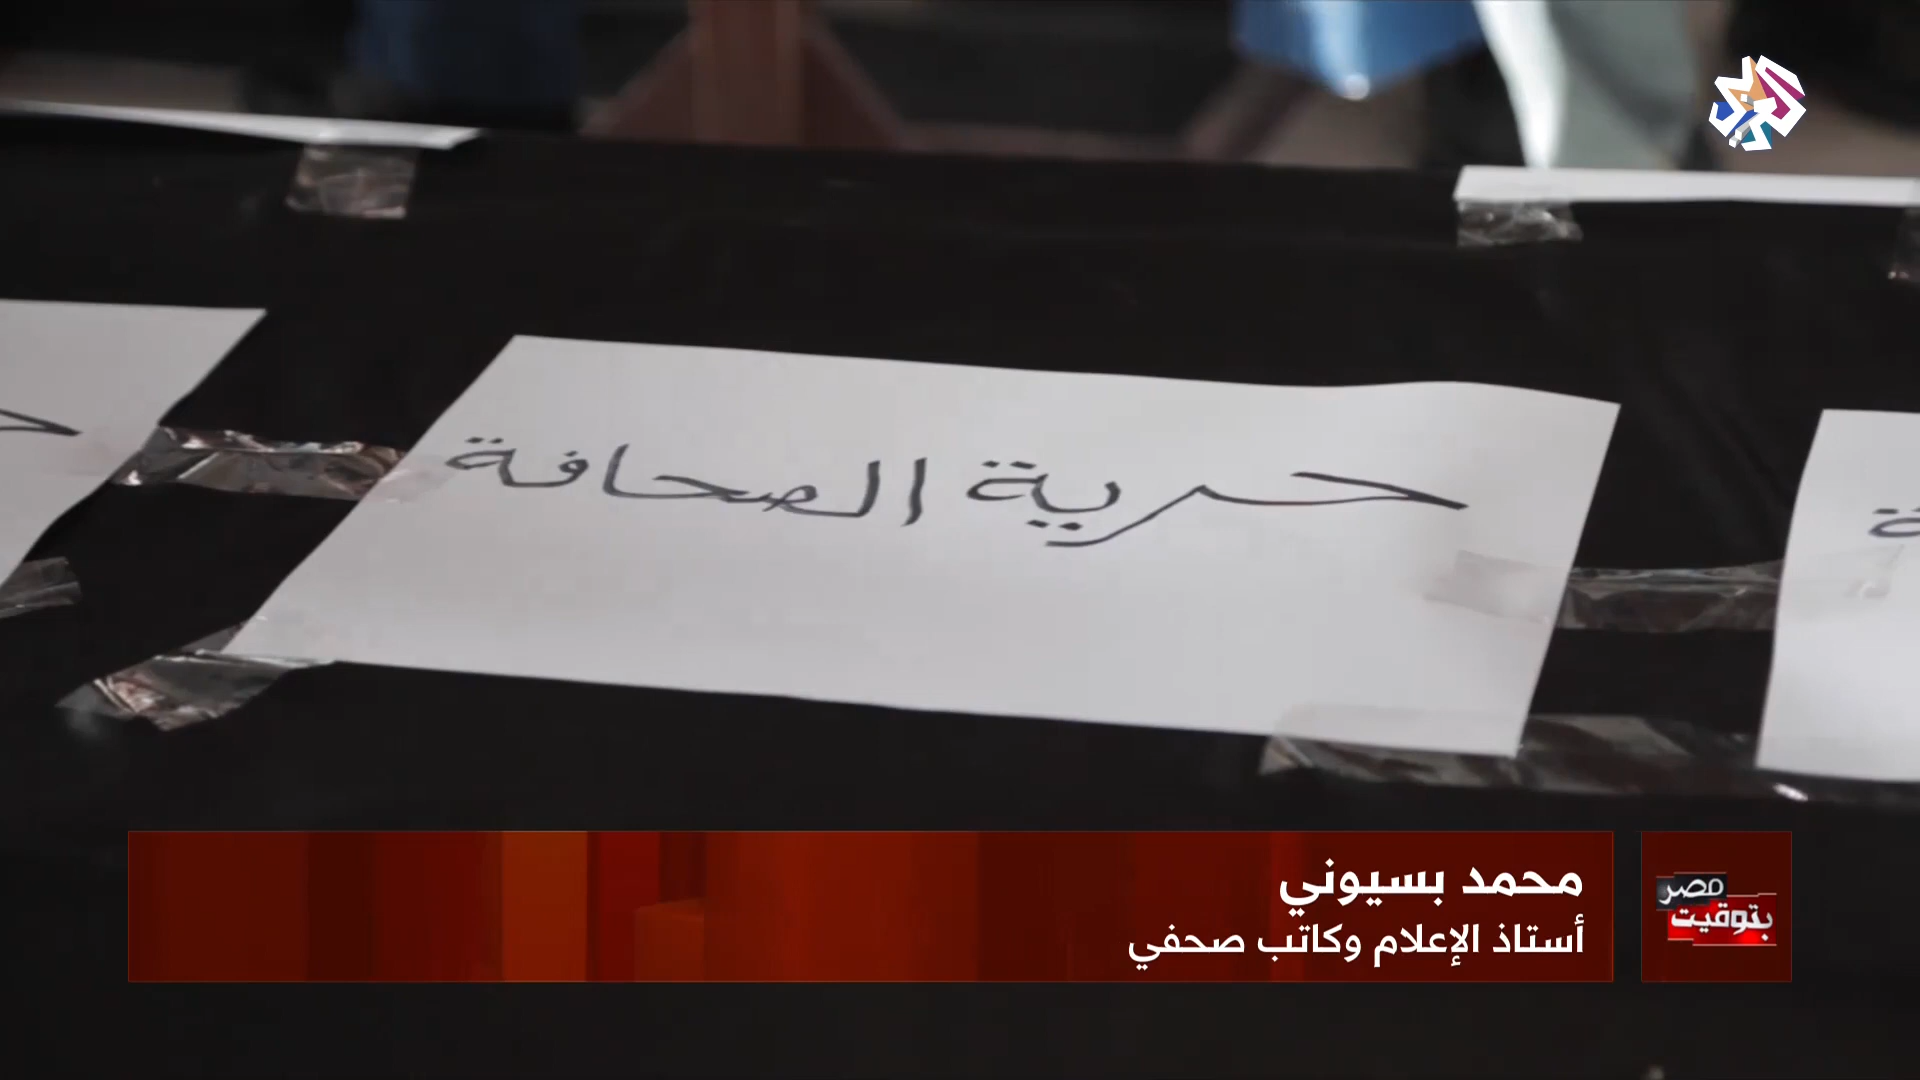 حرية الصحافة
محمد بسيوني
أستاذ الإعلام وكاتب صحفي
مصر
بتوقيت